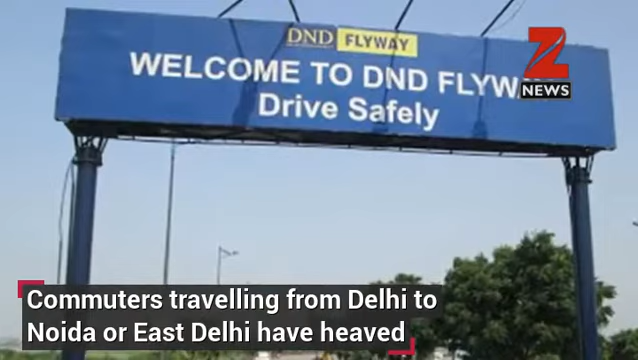 DND FLYWAY
WELCOME TO DND FLYWA
Drive Safely
Z
NEWS
Commuters travelling from Delhi to
Noida or East Delhi have heaved